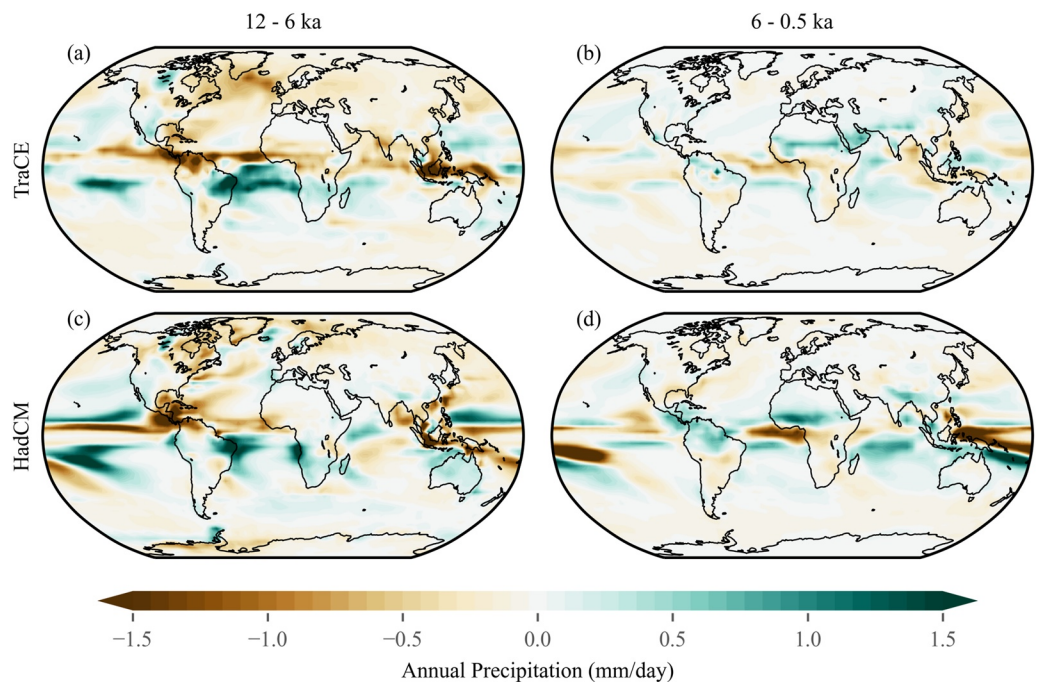 12 - 6 ka
6 - 0.5 ka
(a)
(b)
TraCE
(c)
(d)
HadCM
−1.5 −1.0 −0.5 0.0 0.5 1.0 1.5
Annual Precipitation (mm/day)